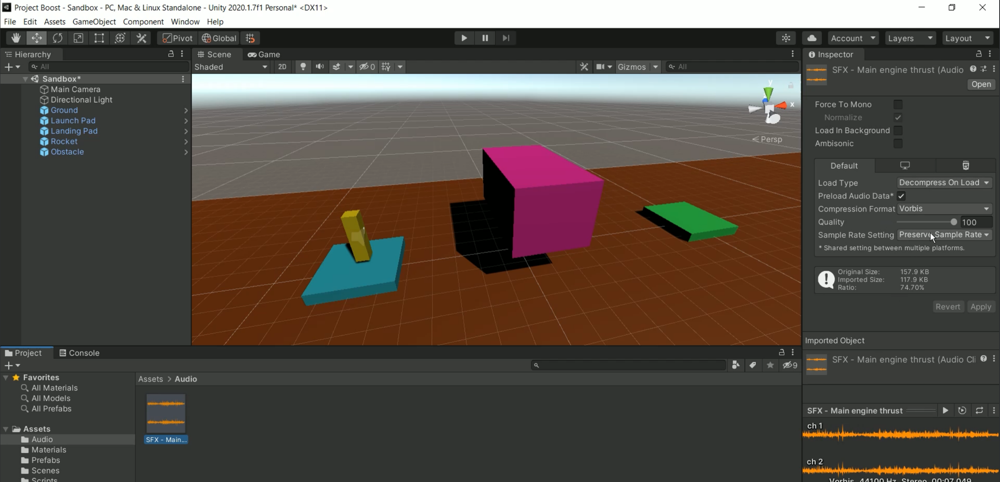 Project Boost - Sandbox - PC, Mac & Linux Standalone - Unity 2020.1.7f1 Personal* <DX11>
File Edit Assets GameObject Component Window Help
Pivot Global Account Layers Layout
Hierarchy
All
Sandbox*
Main Camera
Directional Light
Ground
Launch Pad
Landing Pad
Rocket
Obstacle
Scene Game
Shaded 2D 0 Gizmos All
y
x
Persp
Inspector
SFX - Main engine thrust (Audio
Open
Force To Mono
Normalize
Load In Background
Ambisonic
Default
Load Type Decompress On Load
Preload Audio Data*
Compression Format Vorbis
Quality 100
Sample Rate Setting Preserve Sample Rate
* Shared setting between multiple platforms.
Original Size: 157.9 KB
Imported Size: 117.9 KB
Ratio: 74.70%
Revert Apply
Imported Object
SFX - Main engine thrust (Audio Cli
SFX - Main engine thrust
ch 1
ch 2
Vorbis, 44100 Hz, Stereo, 00:07.049
Project Console
9
Favorites
All Materials
All Models
All Prefabs
Assets
Audio
Materials
Prefabs
Scenes
Scripts
Assets > Audio
SFX - Main...